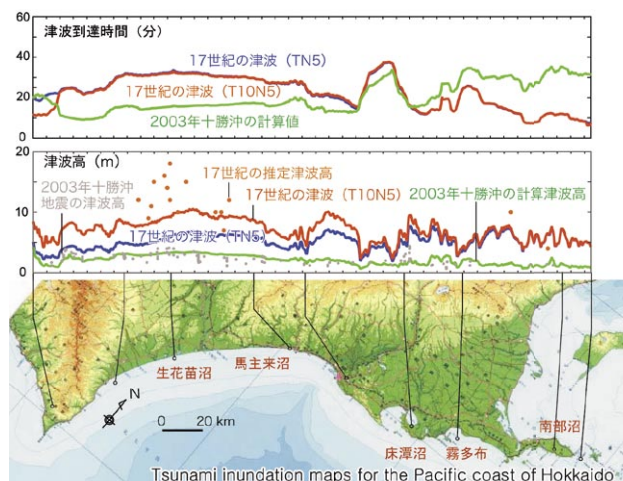 津波到達時間（分）
60
40
20
0
17世紀の津波（TN5）
17世紀の津波（T10N5）
2003年十勝沖の計算値
津波高（m）
20
10
0
2003年十勝沖
地震の津波高
17世紀の推定津波高
17世紀の津波（T10N5）
2003年十勝沖の計算津波高
17世紀の津波（TN5）
生花苗沼
馬主来沼
床潭沼
霧多布
南部沼
N
0 20 km
Tsunami inundation maps for the Pacific coast of Hokkaido